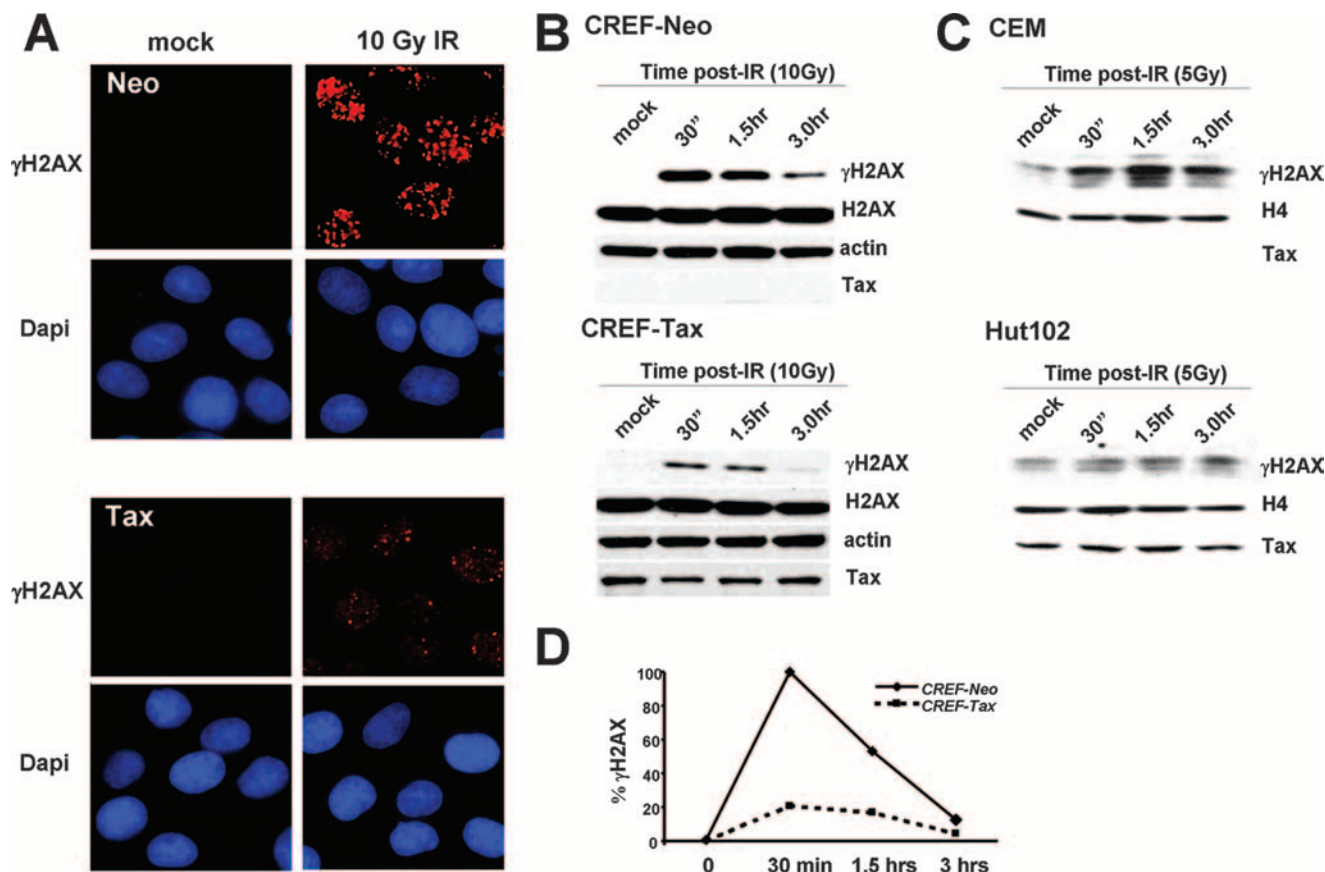 A
mock
10 Gy IR
Neo
γH2AX
Dapi
Tax
γH2AX
Dapi
B
CREF-Neo
Time post-IR (10Gy)
mock
30”
1.5hr
3.0hr
γH2AX
H2AX
actin
Tax
CREF-Tax
Time post-IR (10Gy)
mock
30”
1.5hr
3.0hr
γH2AX
H2AX
actin
Tax
C
CEM
Time post-IR (5Gy)
mock
30”
1.5hr
3.0hr
γH2AX
H4
Tax
Hut102
Time post-IR (5Gy)
mock
30”
1.5hr
3.0hr
γH2AX
H4
Tax
D
% γH2AX
100
80
60
40
20
0
CREF-Neo
CREF-Tax
0
30 min
1.5 hrs
3 hrs